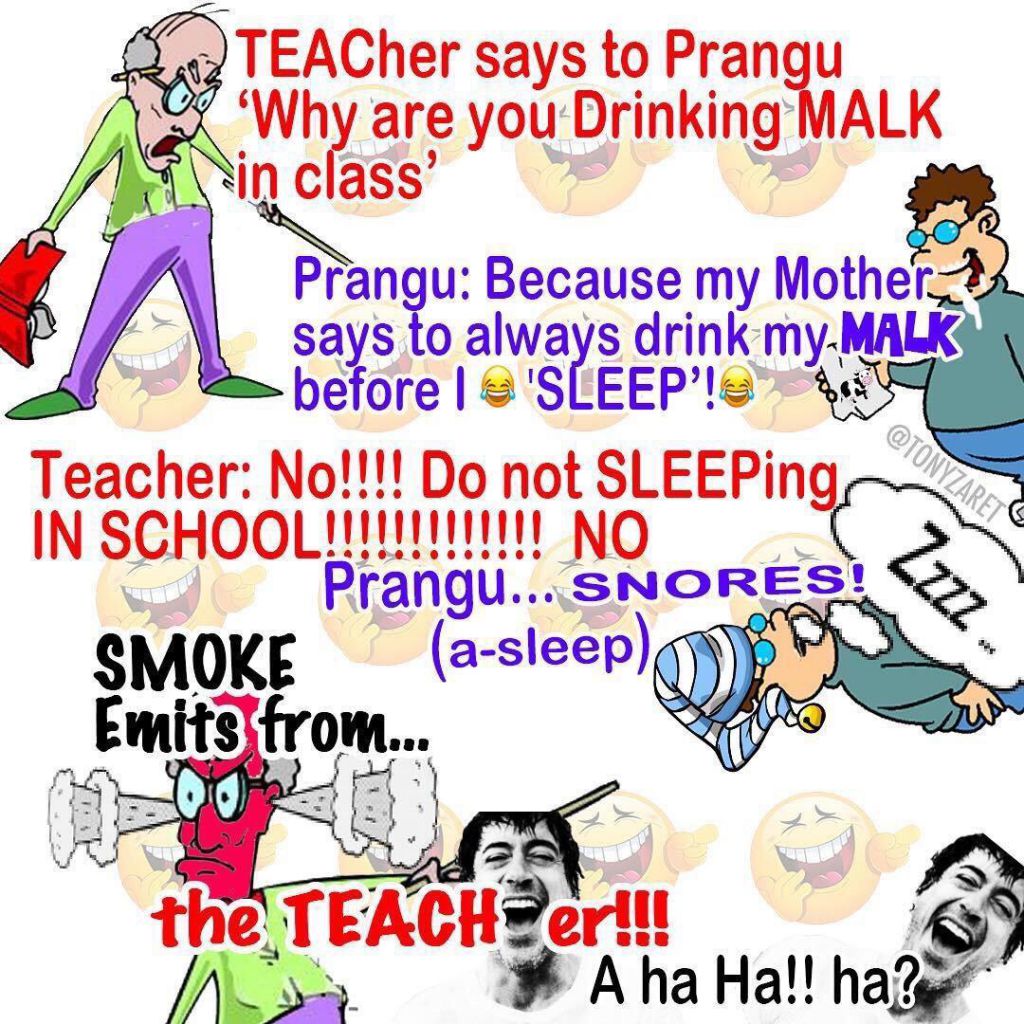 TEACher says to Prangu
‘Why are you Drinking MALK
in class’
Prangu: Because my Mother
says to always drink my MALK
before I 😂 'SLEEP’!😂
@TONYZARET
Teacher: No!!!! Do not SLEEPing
IN SCHOOL!!!!!!!!!!!!! NO
Zzzz ..
Prangu... SNORES!
(a-sleep)
SMOKE
Emits from...
the TEACH er!!!
A ha Ha!! ha?